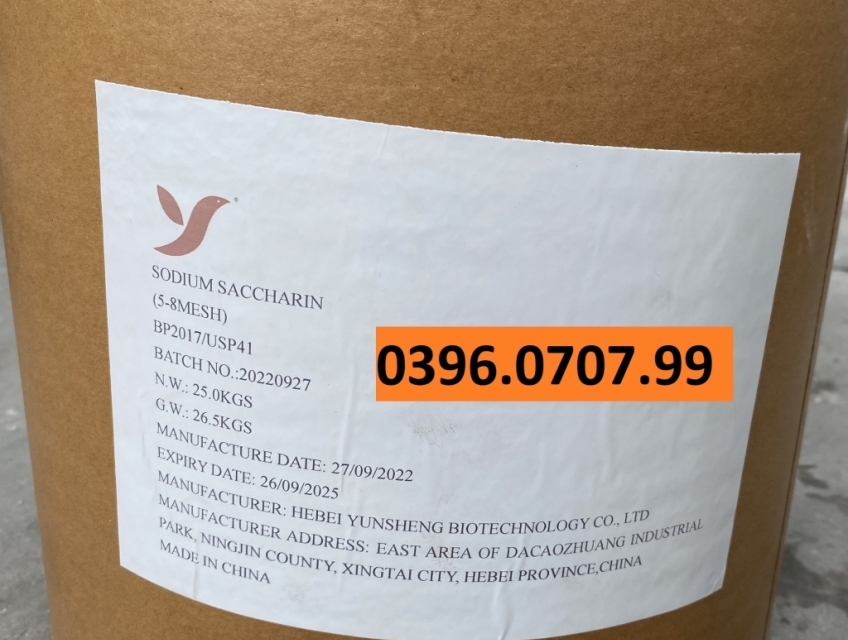 SODIUM SACCHARIN
(5-8MESH)
BP2017/USP41
BATCH NO.:20220927
N.W.: 25.0KGS
G.W.: 26.5KGS
MANUFACTURE DATE: 27/09/2022
EXPIRY DATE: 26/09/2025
MANUFACTURER: HEBEI YUNSHENG BIOTECHNOLOGY CO., LTD
MANUFACTURER ADDRESS: EAST AREA OF DACAOZHUANG INDUSTRIAL
PARK, NINGJIN COUNTY, XINGTAI CITY, HEBEI PROVINCE,CHINA
MADE IN CHINA
0396.0707.99